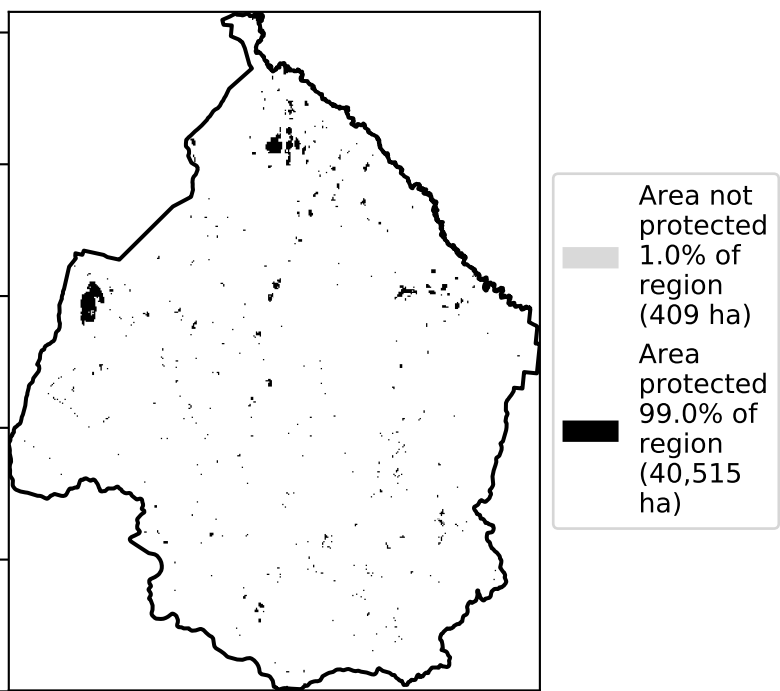 Area not
protected
1.0% of
region
(409 ha)
Area
protected
99.0% of
region
(40,515
ha)